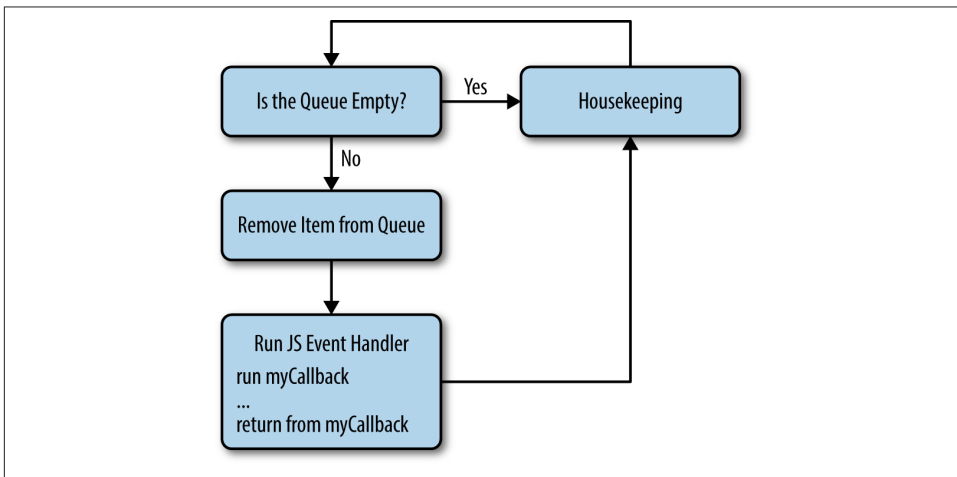 Is the Queue Empty?
Yes
Housekeeping
No
Remove Item from Queue
Run JS Event Handler
run myCallback
...
return from myCallback